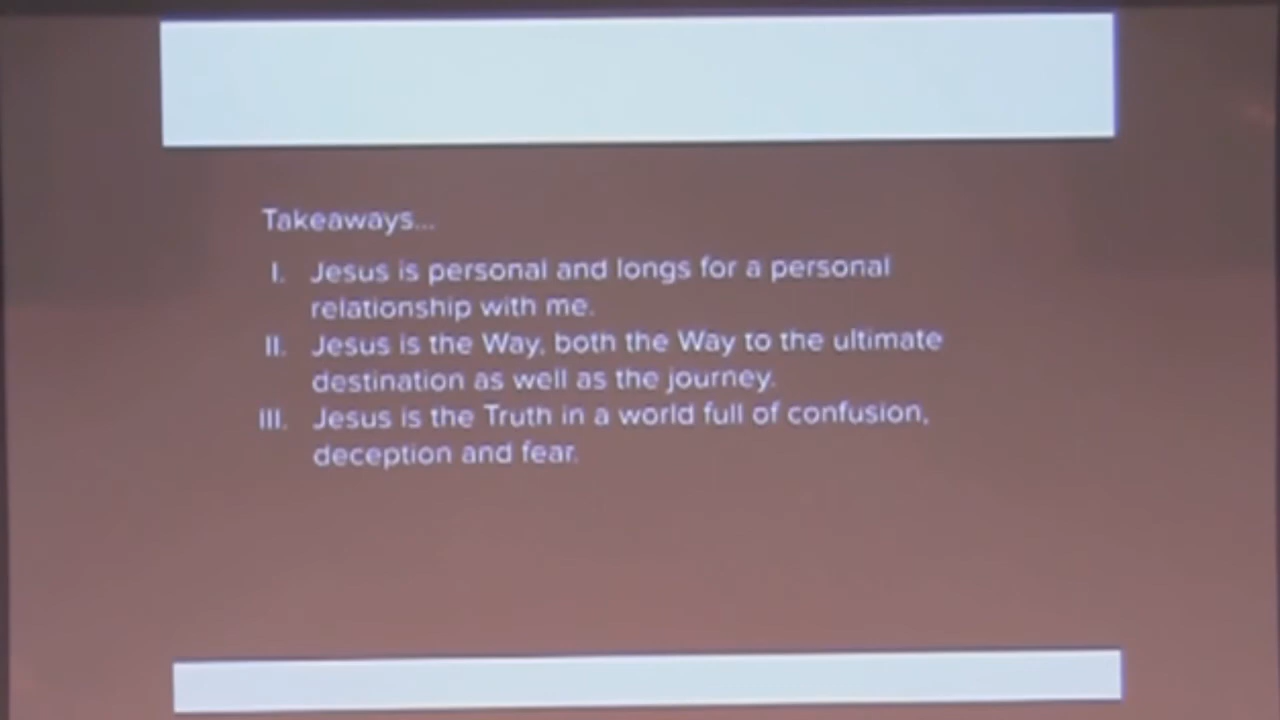 Takeaways...
I. Jesus is personal and longs for a personal
relationship with me.
II. Jesus is the Way, both the Way to the ultimate
destination as well as the journey.
III. Jesus is the Truth in a world full of confusion,
deception and fear.